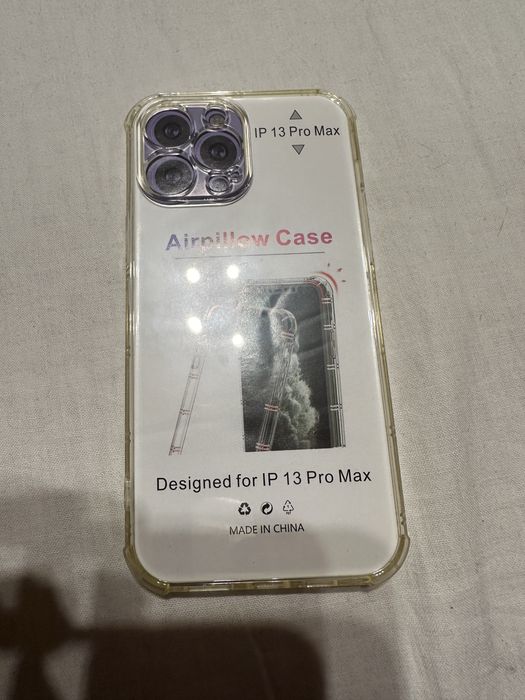 IP 13 Pro Max
Airpillow Case
Designed for IP 13 Pro Max
MADE IN CHINA